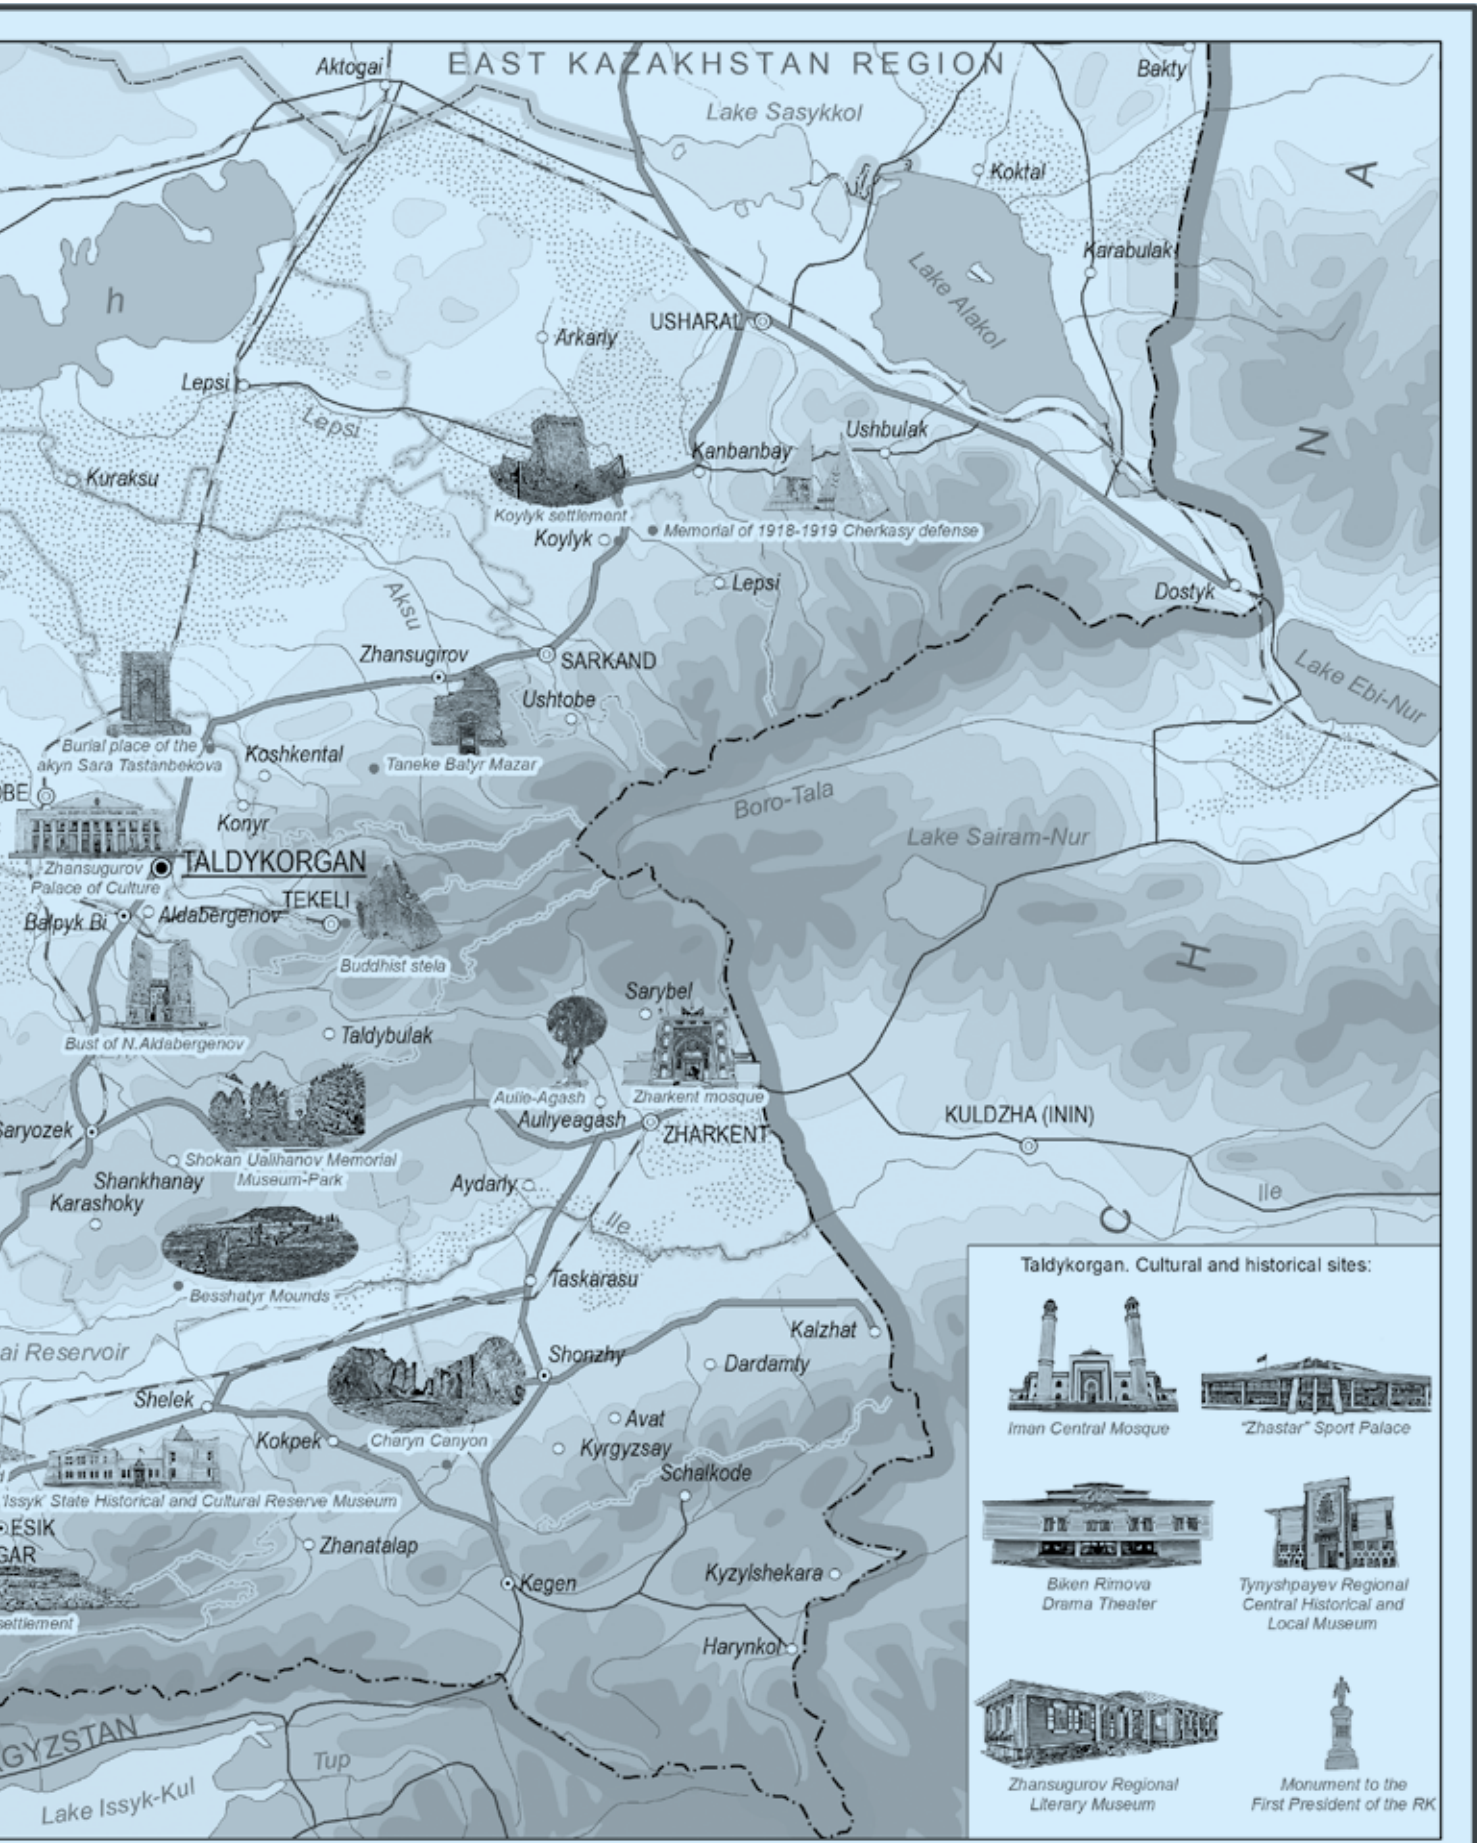 EAST KAZAKHSTAN REGION
Aktogai
Bakty
Lake Sasykkol
Koktal
A
Karabulak
Lake Alakol
h
USHARAL
Arkarly
Lepsi
Lepsi
N
Ushbulak
Kanbanbay
Kuraksu
Koylyk settlement
Memorial of 1918-1919 Cherkasy defense
Koylyk
Lepsi
Dostyk
Aksu
Zhansugirov
SARKAND
Lake Ebi-Nur
Ushtobe
I
Burial place of the
akyn Sara Tastanbekova
Koshkental
Taneke Batyr Mazar
OBE
Boro-Tala
Konyr
Lake Sairam-Nur
Zhansugurov
Palace of Culture
TALDYKORGAN
TEKELI
Balpyk Bi
Aldabergenov
Buddhist stela
H
Sarybel
Taldybulak
Bust of N.Aldabergenov
Aulie-Agash
Zharkent mosque
Auliyeagash
ZHARKENT
KULDZHA (ININ)
Saryozek
Shokan Ualihanov Memorial
Museum-Park
Shankhanay
Karashoky
Aydarly
Ile
Ile
C
Taskarasu
Besshatyr Mounds
ai Reservoir
Kalzhat
Shonzhy
Dardamty
Shelek
Avat
Kokpek
Charyn Canyon
Kyrgyzsay
Schalkode
'Issyk' State Historical and Cultural Reserve Museum
ESIK
GAR
Zhanatalap
Kegen
Kyzylshekara
settlement
Harynkol
GYZSTAN
Tup
Lake Issyk-Kul
Taldykorgan. Cultural and historical sites:
Iman Central Mosque
"Zhastar" Sport Palace
Biken Rimova
Drama Theater
Tynyshpayev Regional
Central Historical and
Local Museum
Zhansugurov Regional
Literary Museum
Monument to the
First President of the RK